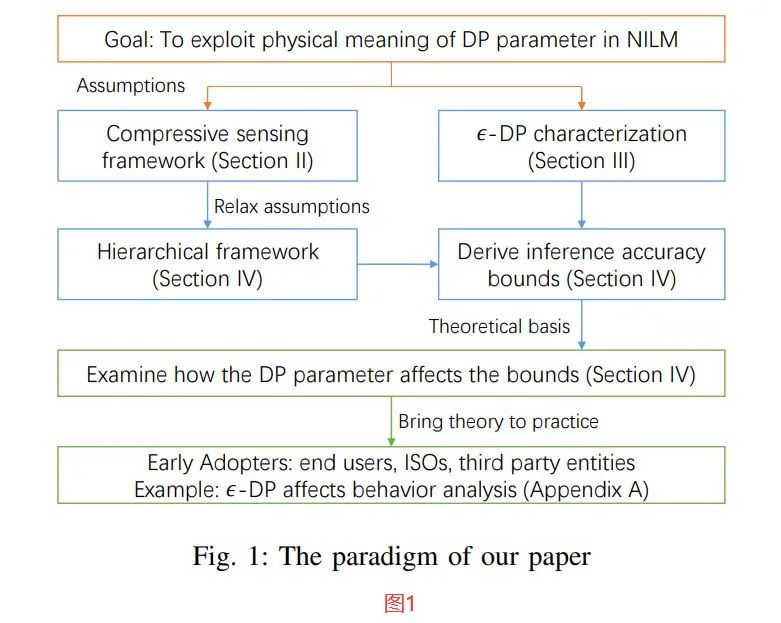 Goal: To exploit physical meaning of DP parameter in NILM
Assumptions
Compressive sensing
framework (Section II)
ϵ-DP characterization
(Section III)
Relax assumptions
Hierarchical framework
(Section IV)
Derive inference accuracy
bounds (Section IV)
Theoretical basis
Examine how the DP parameter affects the bounds (Section IV)
Bring theory to practice
Early Adopters: end users, ISOs, third party entities
Example: ϵ-DP affects behavior analysis (Appendix A)
Fig. 1: The paradigm of our paper
图1